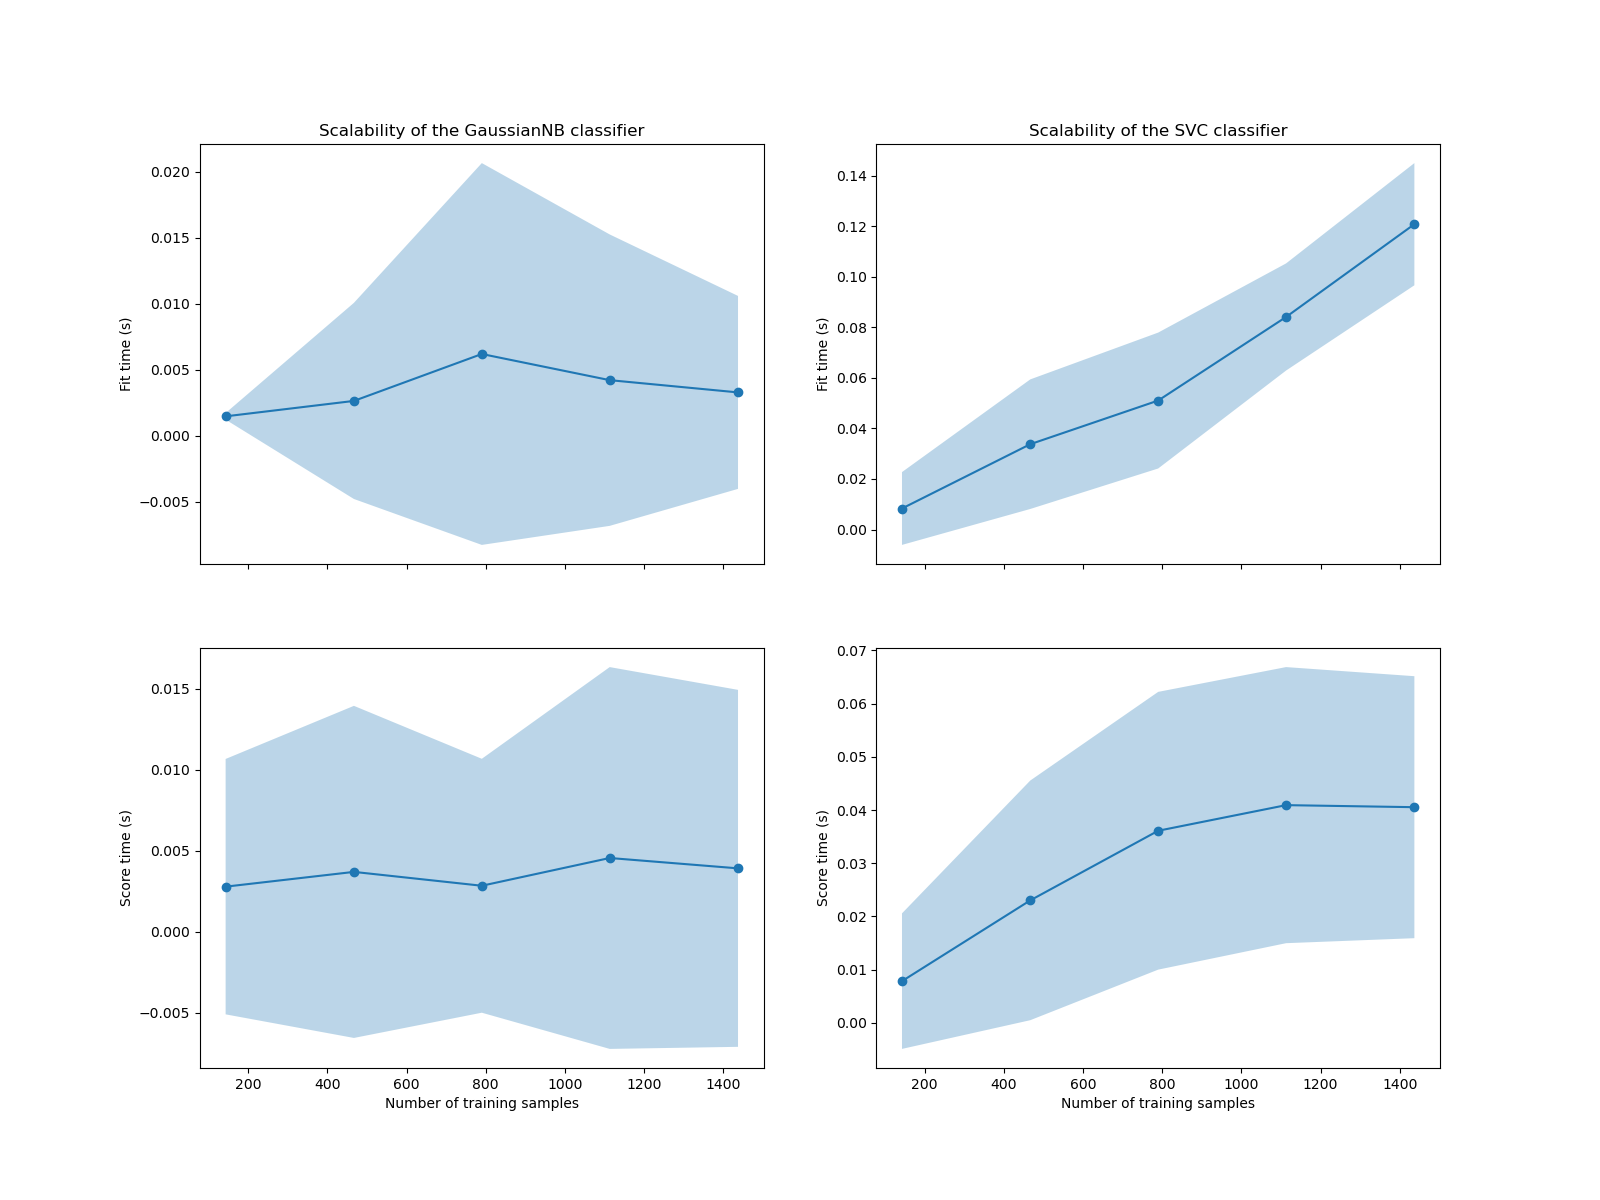 Scalability of the GaussianNB classifier
0.020
0.015
0.010
0.005
0.000
−0.005
Fit time (s)
Scalability of the SVC classifier
0.14
0.12
0.10
0.08
0.06
0.04
0.02
0.00
Fit time (s)
0.015
0.010
0.005
0.000
−0.005
Score time (s)
200 400 600 800 1000 1200 1400
Number of training samples
0.07
0.06
0.05
0.04
0.03
0.02
0.01
0.00
Score time (s)
200 400 600 800 1000 1200 1400
Number of training samples